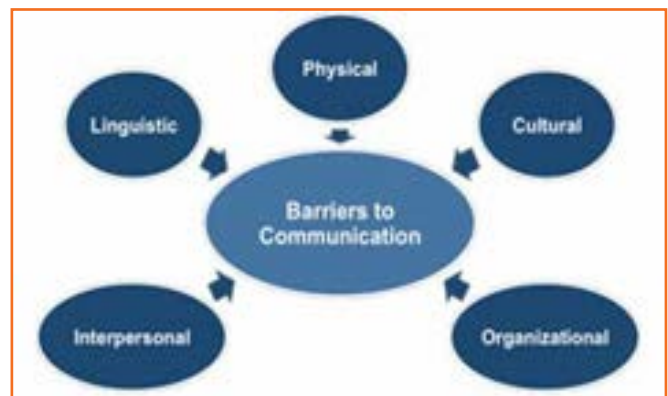 Physical
Linguistic
Cultural
Barriers to
Communication
Interpersonal
Organizational